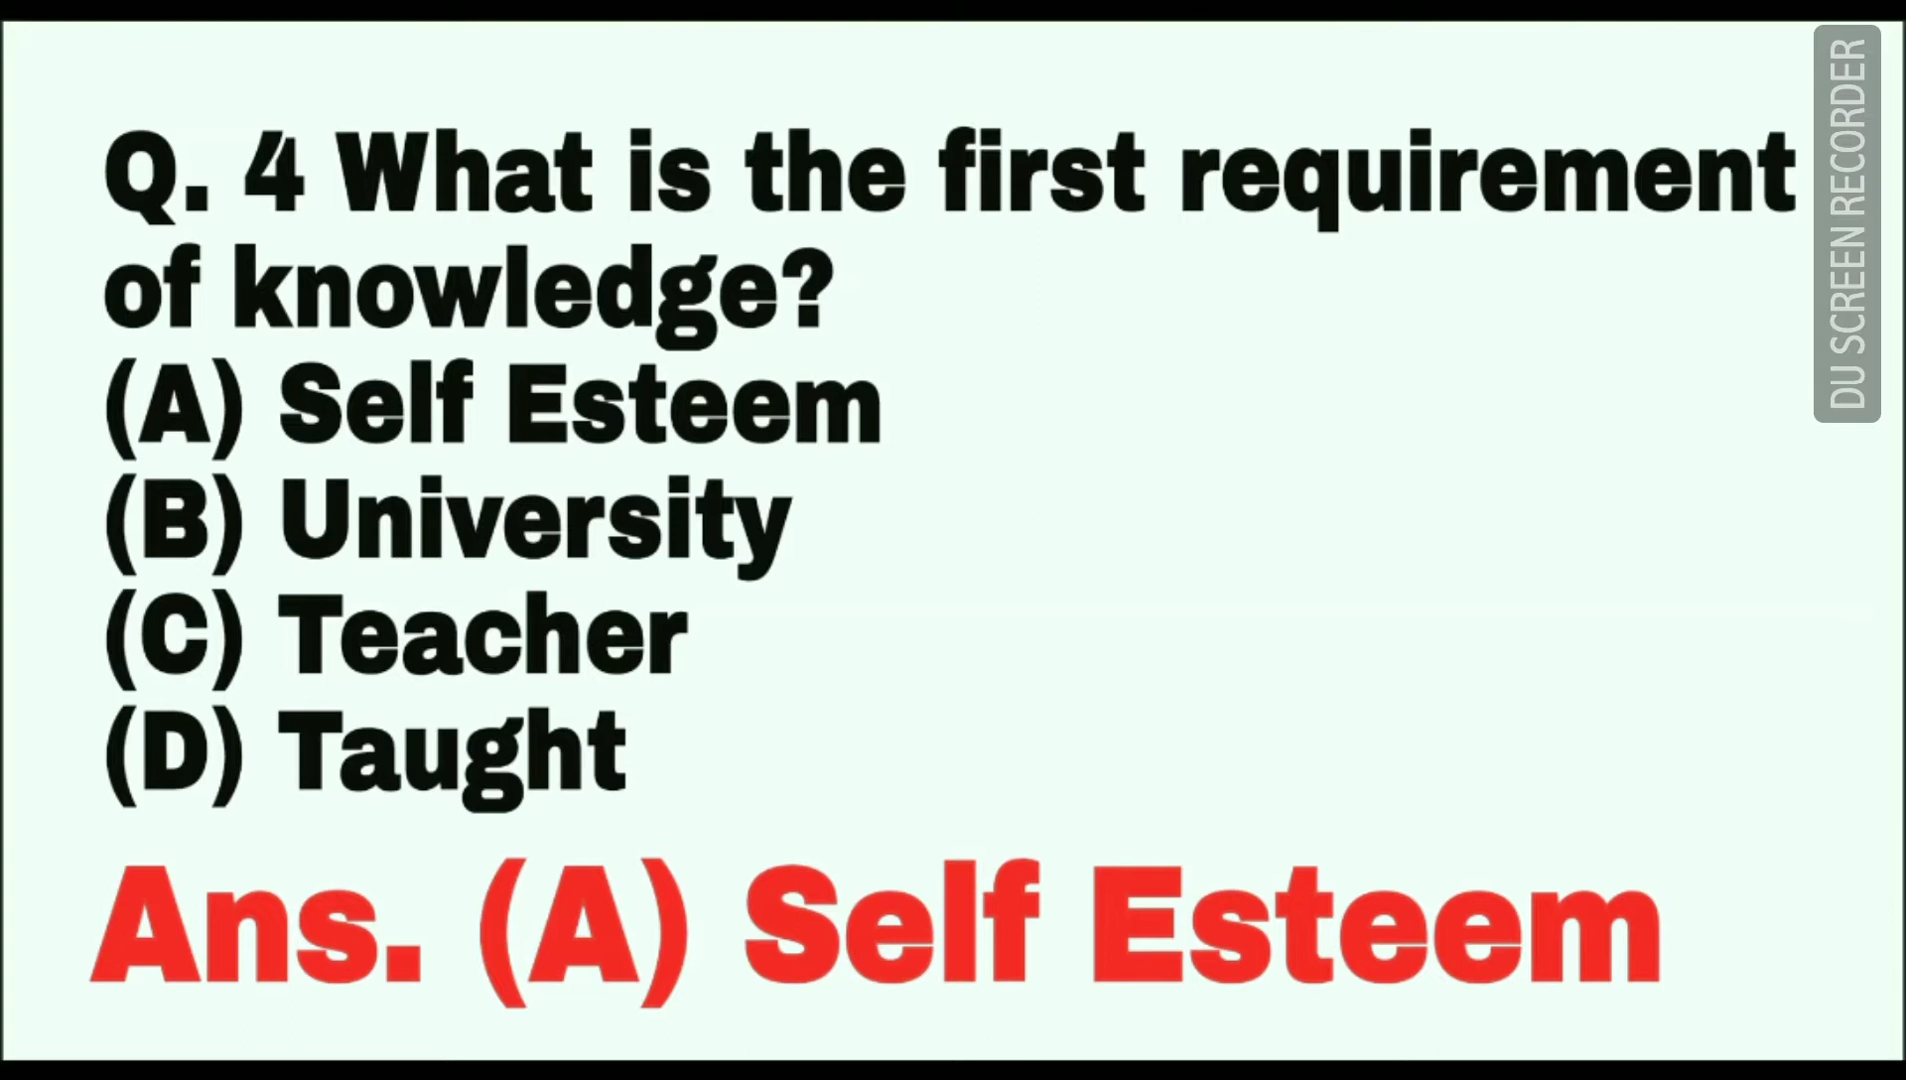 Q. 4 What is the first requirement
of knowledge?
(A) Self Esteem
(B) University
(C) Teacher
(D) Taught
Ans. (A) Self Esteem
DU SCREEN RECORDER